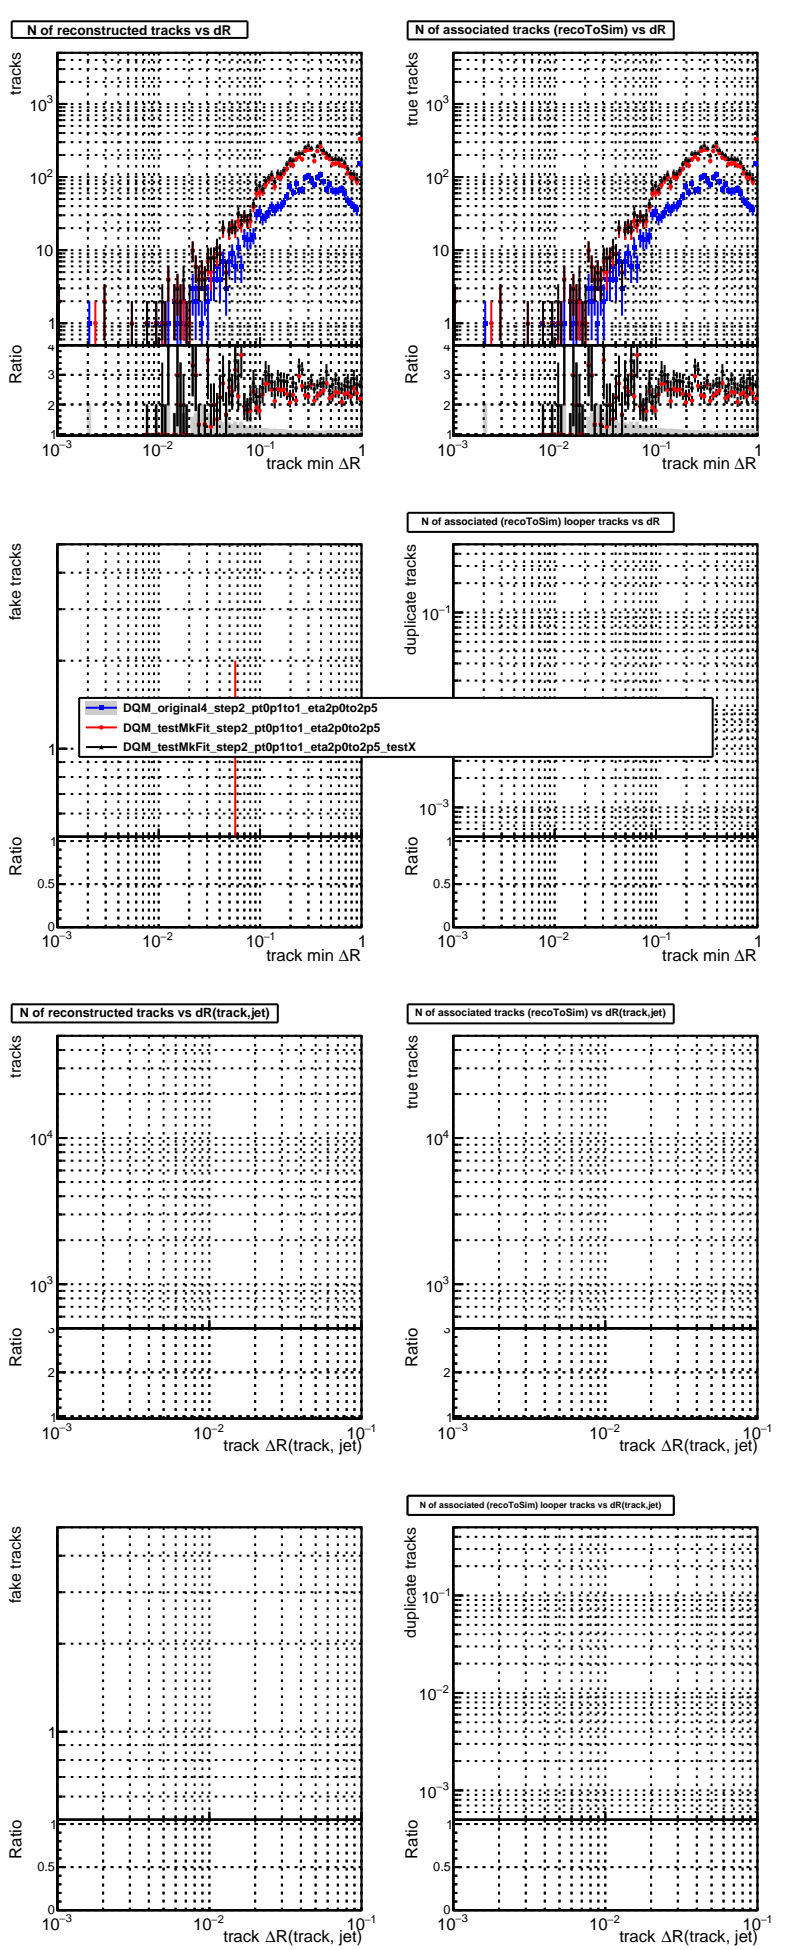 N of reconstructed tracks vs dR
tracks
10³
10²
10
1
Ratio
4
3
2
1
10⁻³
10⁻²
10⁻¹
1
track min ΔR
N of associated tracks (recoToSim) vs dR
true tracks
10³
10²
10
1
Ratio
4
3
2
1
10⁻³
10⁻²
10⁻¹
1
track min ΔR
fake tracks
1
Ratio
1
0.5
0
10⁻³
10⁻²
10⁻¹
1
track min ΔR
N of associated (recoToSim) looper tracks vs dR
duplicate tracks
10⁻¹
10⁻³
Ratio
1
0.5
0
10⁻³
10⁻²
10⁻¹
1
track min ΔR
DQM_original4_step2_pt0p1to1_eta2p0to2p5
DQM_testMkFit_step2_pt0p1to1_eta2p0to2p5
DQM_testMkFit_step2_pt0p1to1_eta2p0to2p5_testX
N of reconstructed tracks vs dR(track,jet)
tracks
10⁴
10³
Ratio
3
2
1
10⁻³
10⁻²
10⁻¹
track ΔR(track, jet)
N of associated tracks (recoToSim) vs dR(track,jet)
true tracks
10⁴
10³
Ratio
3
2
1
10⁻³
10⁻²
10⁻¹
track ΔR(track, jet)
fake tracks
1
Ratio
1
0.5
0
10⁻³
10⁻²
10⁻¹
track ΔR(track, jet)
N of associated (recoToSim) looper tracks vs dR(track,jet)
duplicate tracks
10⁻¹
10⁻²
10⁻³
Ratio
1
0.5
0
10⁻³
10⁻²
10⁻¹
track ΔR(track, jet)